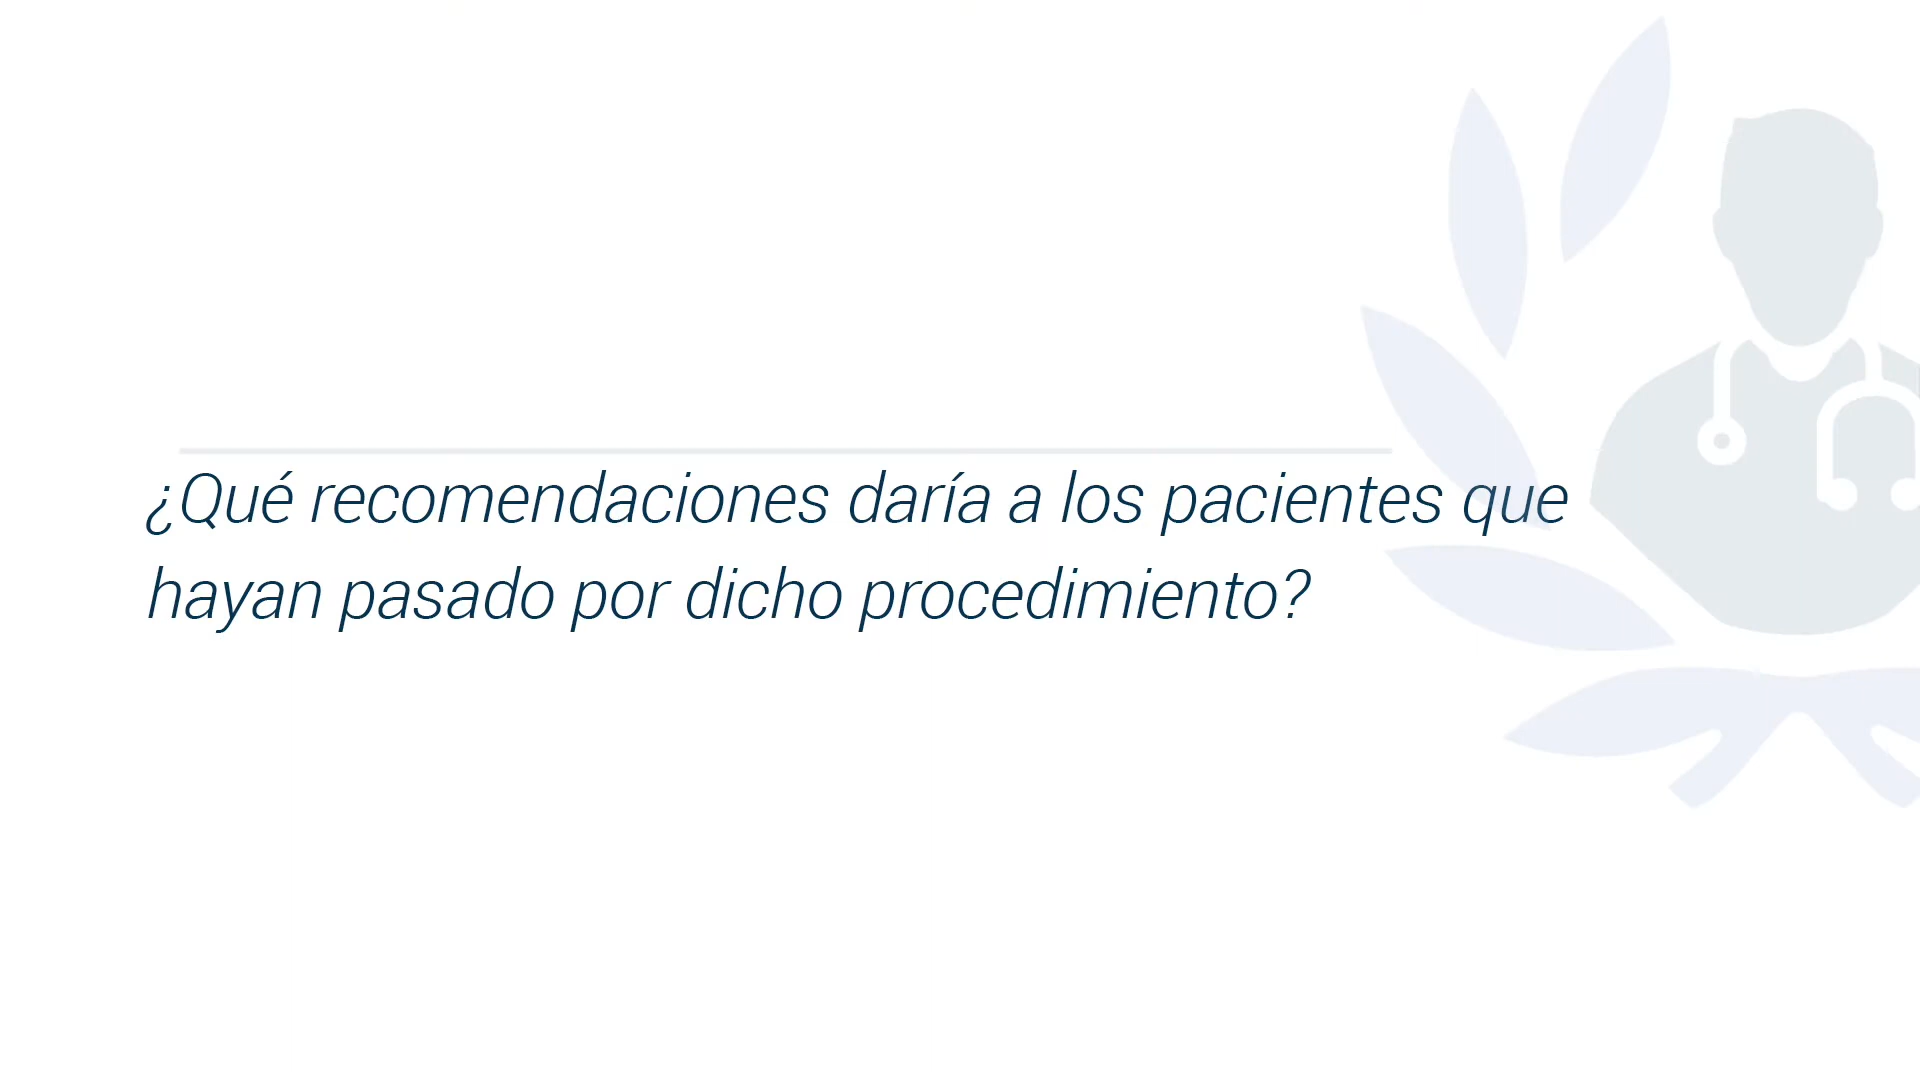 ¿Qué recomendaciones daría a los pacientes que
hayan pasado por dicho procedimiento?